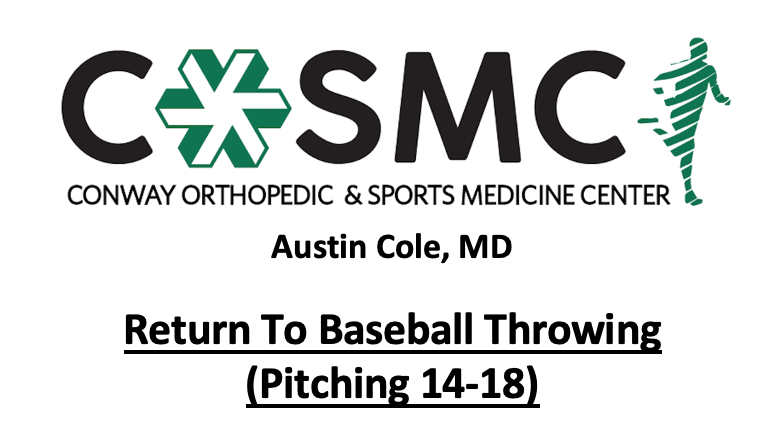 COSMC
CONWAY ORTHOPEDIC & SPORTS MEDICINE CENTER
Austin Cole, MD
Return To Baseball Throwing
(Pitching 14-18)